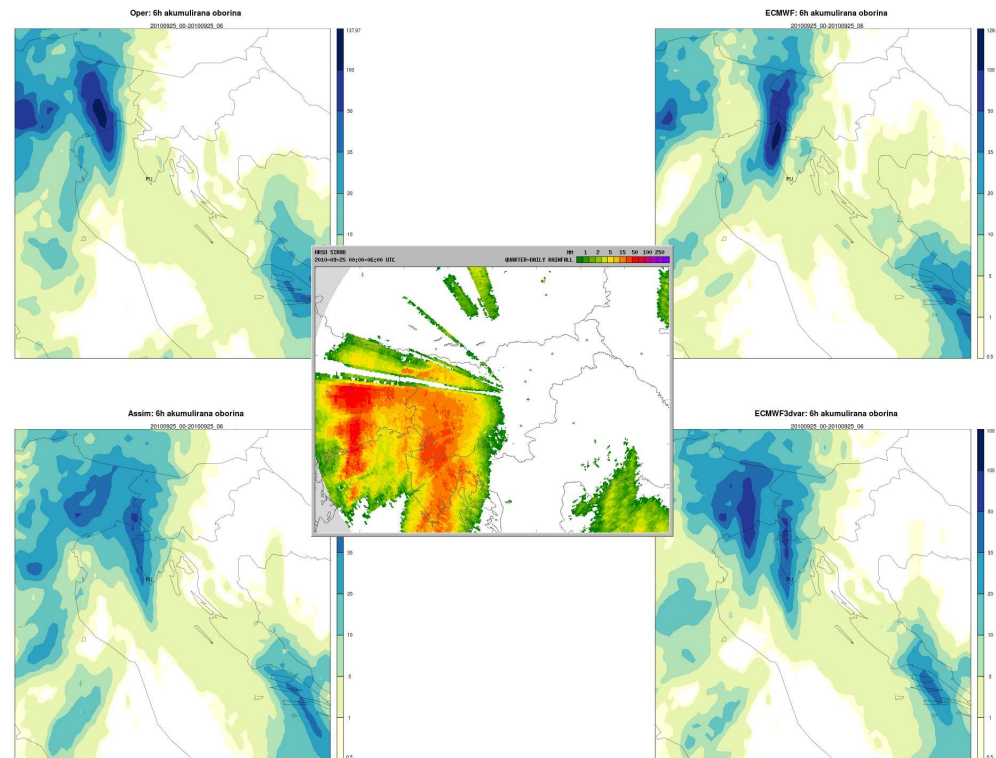 Oper: 6h akumulirana oborina
20100925_00-20100925_06
137.97
100
50
35
20
10
PU
ECMWF: 6h akumulirana oborina
20100925_00-20100925_06
128.
100
50
35
20
10
5
1
0.5
PU
ARSO SIRAD
2010-09-25 00:00-06:00 UTC
MM 1 2 5 15 50 100 250
QUARTER-DAILY RAINFALL
Assim: 6h akumulirana oborina
20100925_00-20100925_06
35
20
10
5
1
0.5
PU
ECMWF3dvar: 6h akumulirana oborina
20100925_00-20100925_06
100
50
35
20
10
5
1
0.5
PU